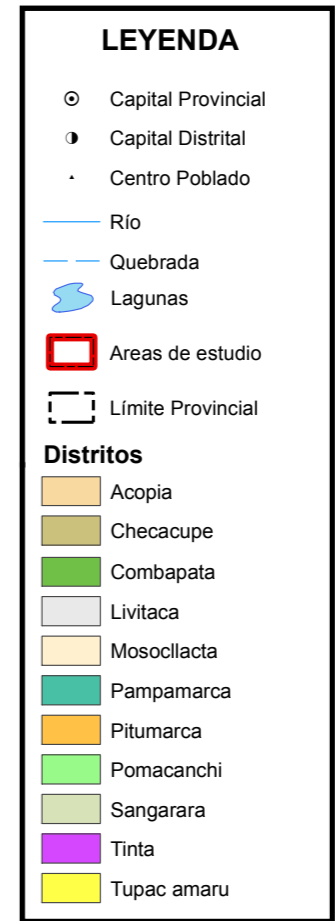 LEYENDA
Capital Provincial
Capital Distrital
Centro Poblado
Río
Quebrada
Lagunas
Areas de estudio
Límite Provincial
Distritos
Acopia
Checacupe
Combapata
Livitaca
Mosocllacta
Pampamarca
Pitumarca
Pomacanchi
Sangarara
Tinta
Tupac amaru